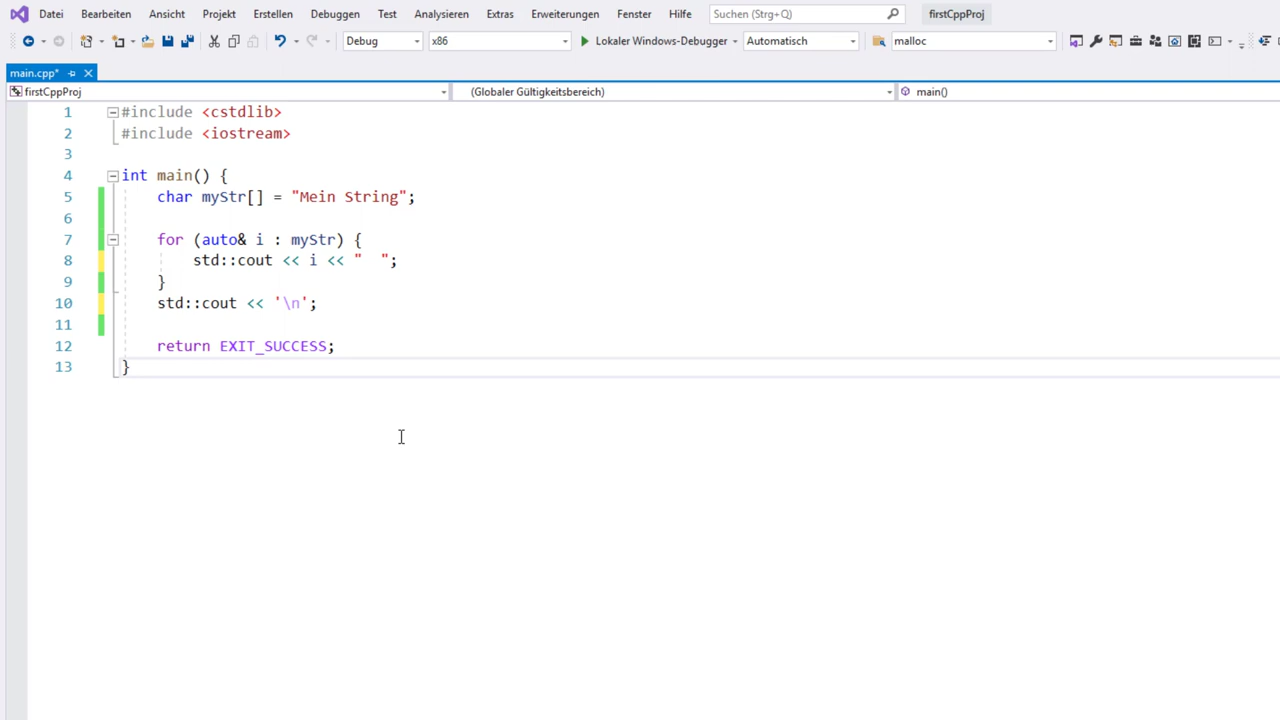 Datei Bearbeiten Ansicht Projekt Erstellen Debuggen Test Analysieren Extras Erweiterungen Fenster Hilfe Suchen (Strg+Q) firstCppProj
Debug x86 Lokaler Windows-Debugger Automatisch malloc
main.cpp*
firstCppProj (Globaler Gültigkeitsbereich) main()
1 #include <cstdlib>
2 #include <iostream>
3
4 int main() {
5 char myStr[] = "Mein String";
6
7 for (auto& i : myStr) {
8 std::cout << i << "  ";
9 }
10 std::cout << '\n';
11
12 return EXIT_SUCCESS;
13 }